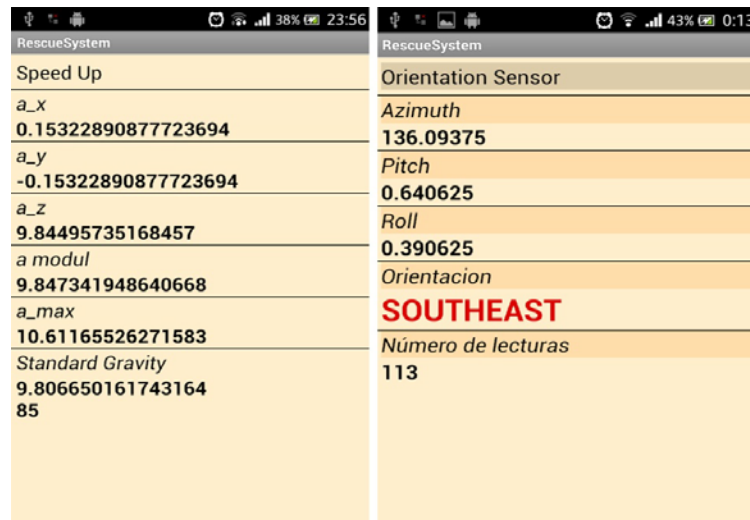 38% 23:56
RescueSystem
Speed Up
a_x
0.15322890877723694
a_y
-0.15322890877723694
a_z
9.84495735168457
a modul
9.847341948640668
a_max
10.61165526271583
Standard Gravity
9.806650161743164
85
43% 0:13
RescueSystem
Orientation Sensor
Azimuth
136.09375
Pitch
0.640625
Roll
0.390625
Orientacion
SOUTHEAST
Número de lecturas
113